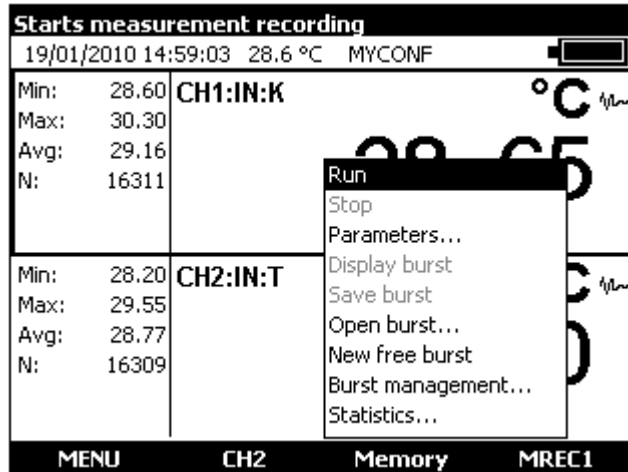 Starts measurement recording
19/01/2010 14:59:03 28.6 °C MYCONF
Min: 28.60
Max: 30.30
Avg: 29.16
N: 16311
CH1:IN:K
°C
Run
Stop
Parameters...
Display burst
Save burst
Open burst...
New free burst
Burst management...
Statistics...
Min: 28.20
Max: 29.55
Avg: 28.77
N: 16309
CH2:IN:T
MENU CH2 Memory MREC1